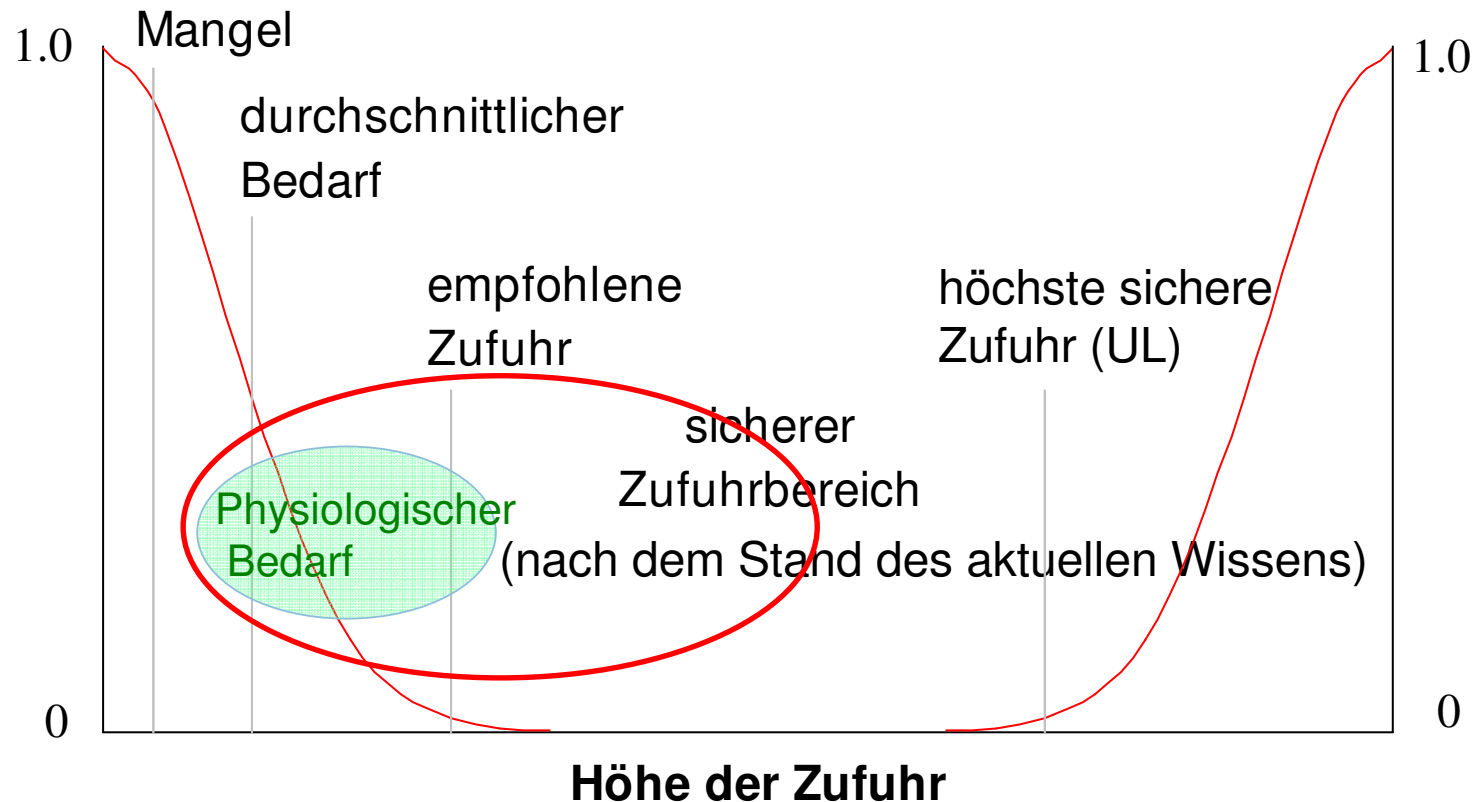 Mangel
1.0
1.0
durchschnittlicher
Bedarf
empfohlene
Zufuhr
höchste sichere
Zufuhr (UL)
sicherer
Zufuhrbereich
(nach dem Stand des aktuellen Wissens)
Physiologischer
Bedarf
0
0
Höhe der Zufuhr